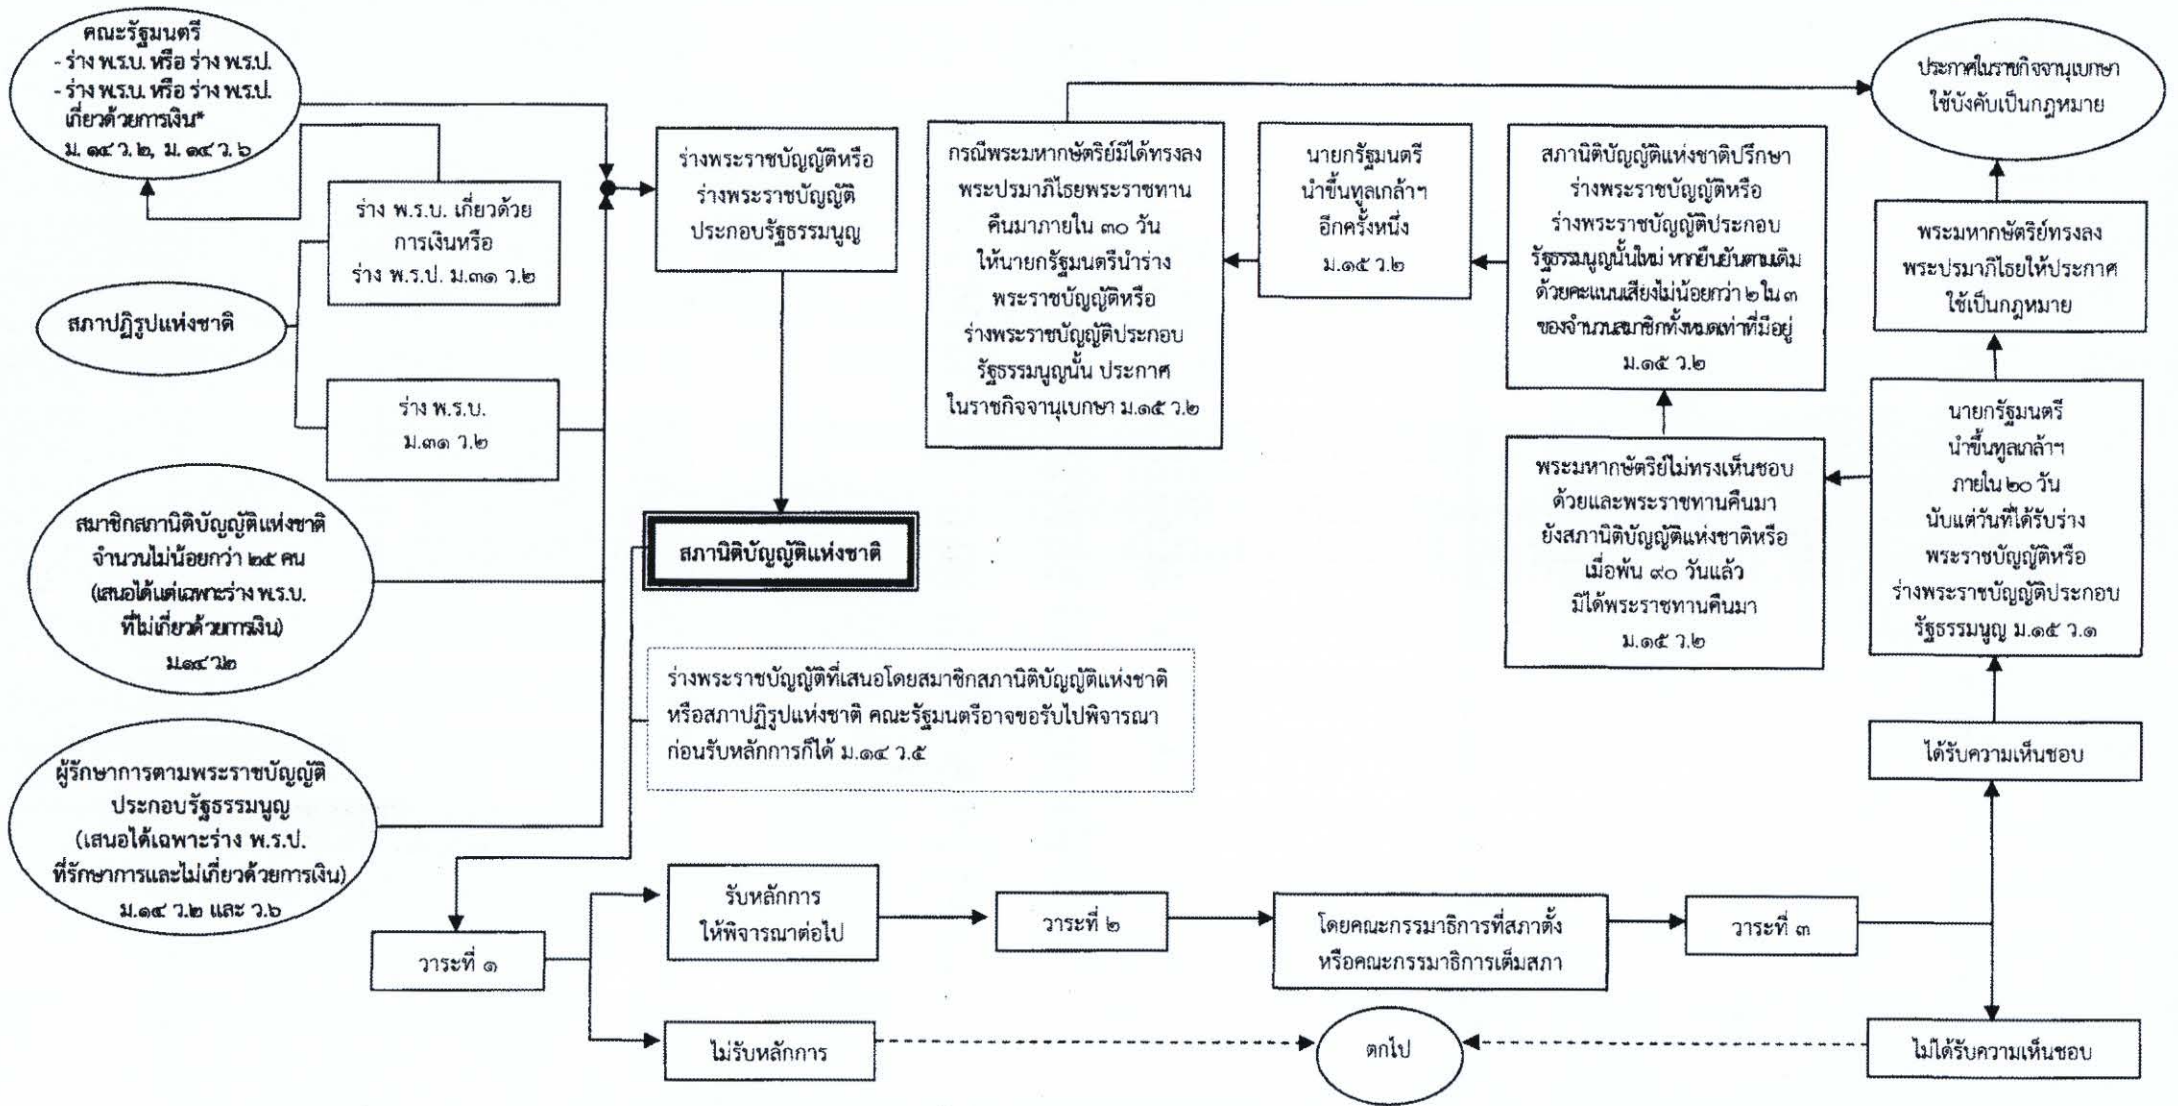 คณะรัฐมนตรี
- ร่าง พ.ร.บ. หรือ ร่าง พ.ร.ป.
- ร่าง พ.ร.บ. หรือ ร่าง พ.ร.ป.
เกี่ยวด้วยการเงิน*
ม. ๑๔ ว. ๒, ม. ๑๔ ว. ๖
ร่าง พ.ร.บ. เกี่ยวด้วย
การเงินหรือ
ร่าง พ.ร.ป. ม.๓๑ ว.๒
สภาปฏิรูปแห่งชาติ
ร่าง พ.ร.บ.
ม.๓๑ ว.๒
สมาชิกสภานิติบัญญัติแห่งชาติ
จำนวนไม่น้อยกว่า ๒๕ คน
(เสนอได้แต่เฉพาะร่าง พ.ร.บ.
ที่ไม่เกี่ยวด้วยการเงิน)
ม.๑๔ ว.๒
ผู้รักษาการตามพระราชบัญญัติ
ประกอบรัฐธรรมนูญ
(เสนอได้เฉพาะร่าง พ.ร.ป.
ที่รักษาการและไม่เกี่ยวด้วยการเงิน)
ม.๑๔ ว.๒ และ ว.๖
ร่างพระราชบัญญัติหรือ
ร่างพระราชบัญญัติ
ประกอบรัฐธรรมนูญ
สภานิติบัญญัติแห่งชาติ
ร่างพระราชบัญญัติที่เสนอโดยสมาชิกสภานิติบัญญัติแห่งชาติ
หรือสภาปฏิรูปแห่งชาติ คณะรัฐมนตรีอาจขอรับไปพิจารณา
ก่อนรับหลักการก็ได้ ม.๑๔ ว.๕
วาระที่ ๑
รับหลักการ
ให้พิจารณาต่อไป
ไม่รับหลักการ
วาระที่ ๒
โดยคณะกรรมาธิการที่สภาตั้ง
หรือคณะกรรมาธิการเต็มสภา
วาระที่ ๓
ตกไป
ไม่ได้รับความเห็นชอบ
ได้รับความเห็นชอบ
นายกรัฐมนตรี
นำขึ้นทูลเกล้าฯ
ภายใน ๒๐ วัน
นับแต่วันที่ได้รับร่าง
พระราชบัญญัติหรือ
ร่างพระราชบัญญัติประกอบ
รัฐธรรมนูญ ม.๑๕ ว.๑
พระมหากษัตริย์ทรงลง
พระปรมาภิไธยให้ประกาศ
ใช้เป็นกฎหมาย
ประกาศในราชกิจจานุเบกษา
ใช้บังคับเป็นกฎหมาย
พระมหากษัตริย์ไม่ทรงเห็นชอบ
ด้วยและพระราชทานคืนมา
ยังสภานิติบัญญัติแห่งชาติหรือ
เมื่อพ้น ๙๐ วันแล้ว
มิได้พระราชทานคืนมา
ม.๑๕ ว.๒
สภานิติบัญญัติแห่งชาติปรึกษา
ร่างพระราชบัญญัติหรือ
ร่างพระราชบัญญัติประกอบ
รัฐธรรมนูญนั้นใหม่ หากยืนยันตามเดิม
ด้วยคะแนนเสียงไม่น้อยกว่า ๒ ใน ๓
ของจำนวนสมาชิกทั้งหมดเท่าที่มีอยู่
ม.๑๕ ว.๒
นายกรัฐมนตรี
นำขึ้นทูลเกล้าฯ
อีกครั้งหนึ่ง
ม.๑๕ ว.๒
กรณีพระมหากษัตริย์มิได้ทรงลง
พระปรมาภิไธยพระราชทาน
คืนมาภายใน ๓๐ วัน
ให้นายกรัฐมนตรีนำร่าง
พระราชบัญญัติหรือ
ร่างพระราชบัญญัติประกอบ
รัฐธรรมนูญนั้น ประกาศ
ในราชกิจจานุเบกษา ม.๑๕ ว.๒